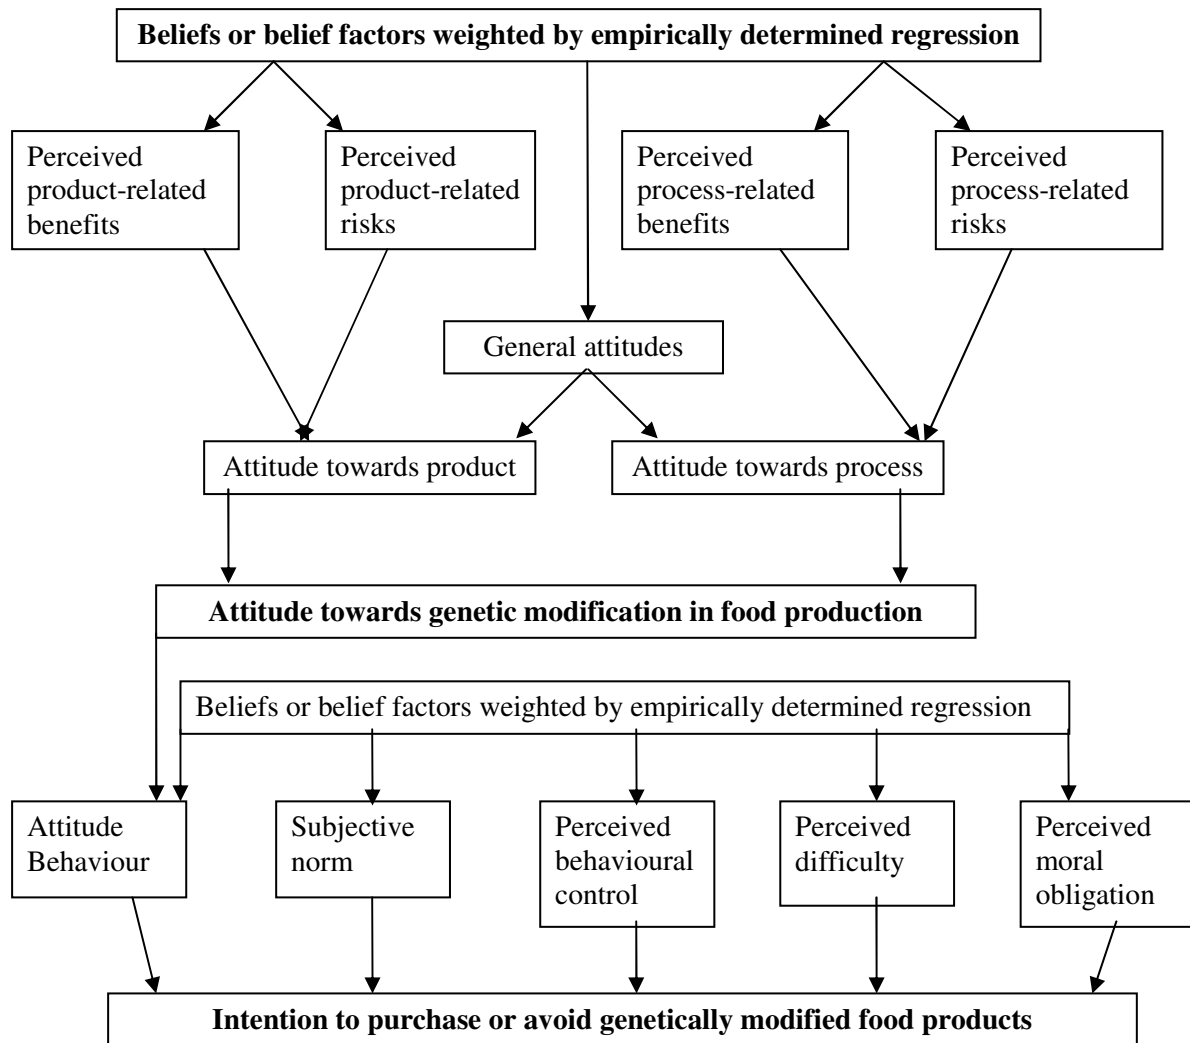 Beliefs or belief factors weighted by empirically determined regression
Perceived
product-related
benefits
Perceived
product-related
risks
Perceived
process-related
benefits
Perceived
process-related
risks
General attitudes
Attitude towards product
Attitude towards process
Attitude towards genetic modification in food production
Beliefs or belief factors weighted by empirically determined regression
Attitude
Behaviour
Subjective
norm
Perceived
behavioural
control
Perceived
difficulty
Perceived
moral
obligation
Intention to purchase or avoid genetically modified food products